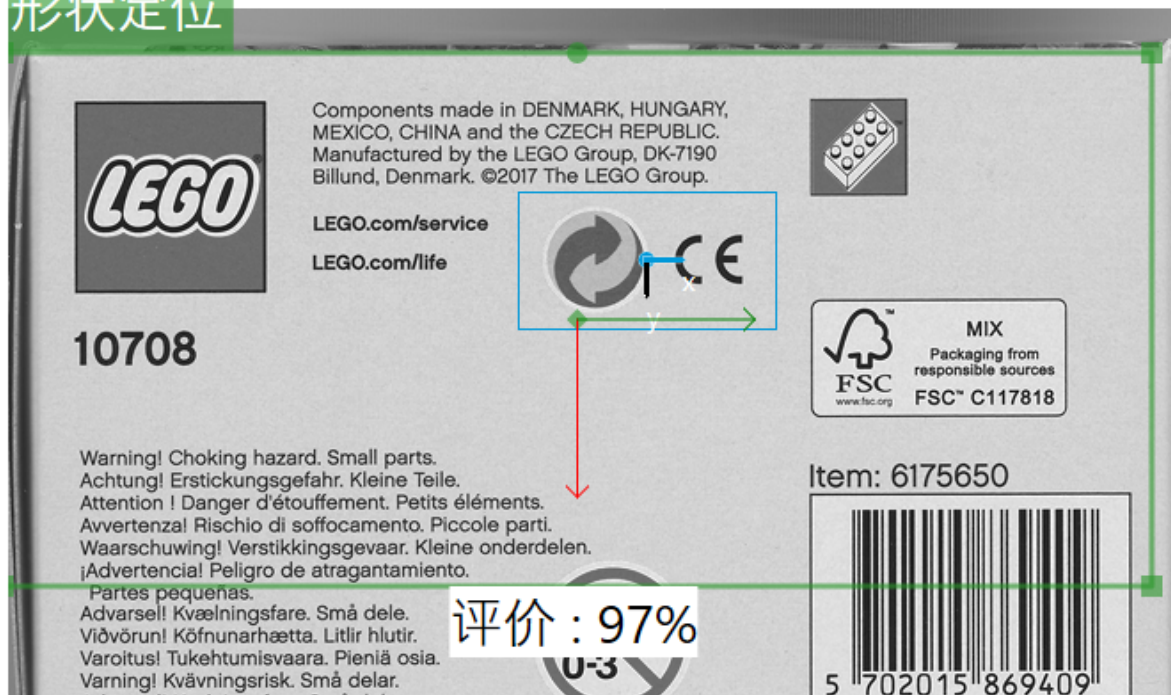 形状定位
LEGO
Components made in DENMARK, HUNGARY,
MEXICO, CHINA and the CZECH REPUBLIC.
Manufactured by the LEGO Group, DK-7190
Billund, Denmark. ©2017 The LEGO Group.
LEGO.com/service
LEGO.com/life
CE
x
y
10708
FSC™
www.fsc.org
MIX
Packaging from
responsible sources
FSC™ C117818
Warning! Choking hazard. Small parts.
Achtung! Erstickungsgefahr. Kleine Teile.
Attention ! Danger d'étouffement. Petits éléments.
Avvertenza! Rischio di soffocamento. Piccole parti.
Waarschuwing! Verstikkingsgevaar. Kleine onderdelen.
¡Advertencia! Peligro de atragantamiento.
Partes pequeñas.
Advarsel! Kvælningsfare. Små dele.
Viðvörun! Köfnunarhætta. Litlir hlutir.
Varoitus! Tukehtumisvaara. Pieniä osia.
Varning! Kvävningsrisk. Små delar.
评价 : 97%
0-3
Item: 6175650
5 702015 869409